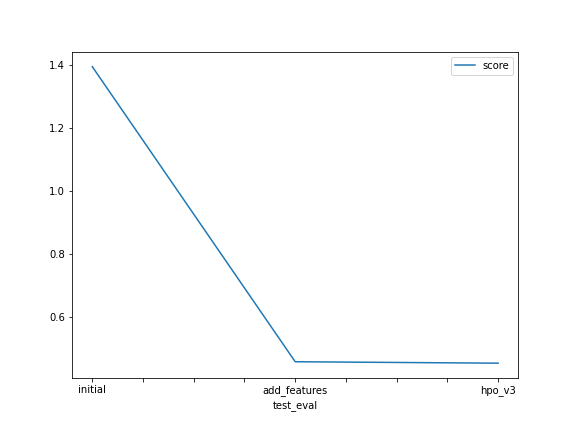 score
1.4
1.2
1.0
0.8
0.6
initial add_features hpo_v3
test_eval